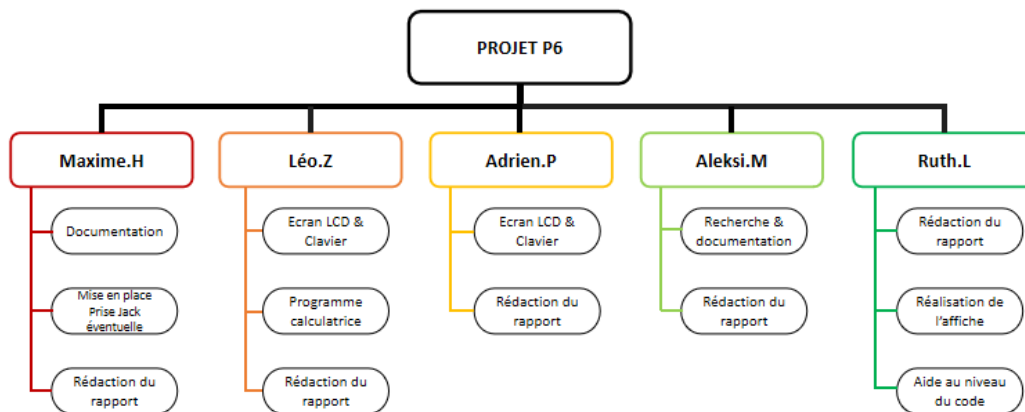 PROJET P6
Maxime.H
Léo.Z
Adrien.P
Aleksi.M
Ruth.L
Documentation
Mise en place
Prise Jack
éventuelle
Rédaction du
rapport
Ecran LCD &
Clavier
Programme
calculatrice
Rédaction du
rapport
Ecran LCD &
Clavier
Rédaction du
rapport
Recherche &
documentation
Rédaction du
rapport
Rédaction du
rapport
Réalisation de
l'affiche
Aide au niveau
du code